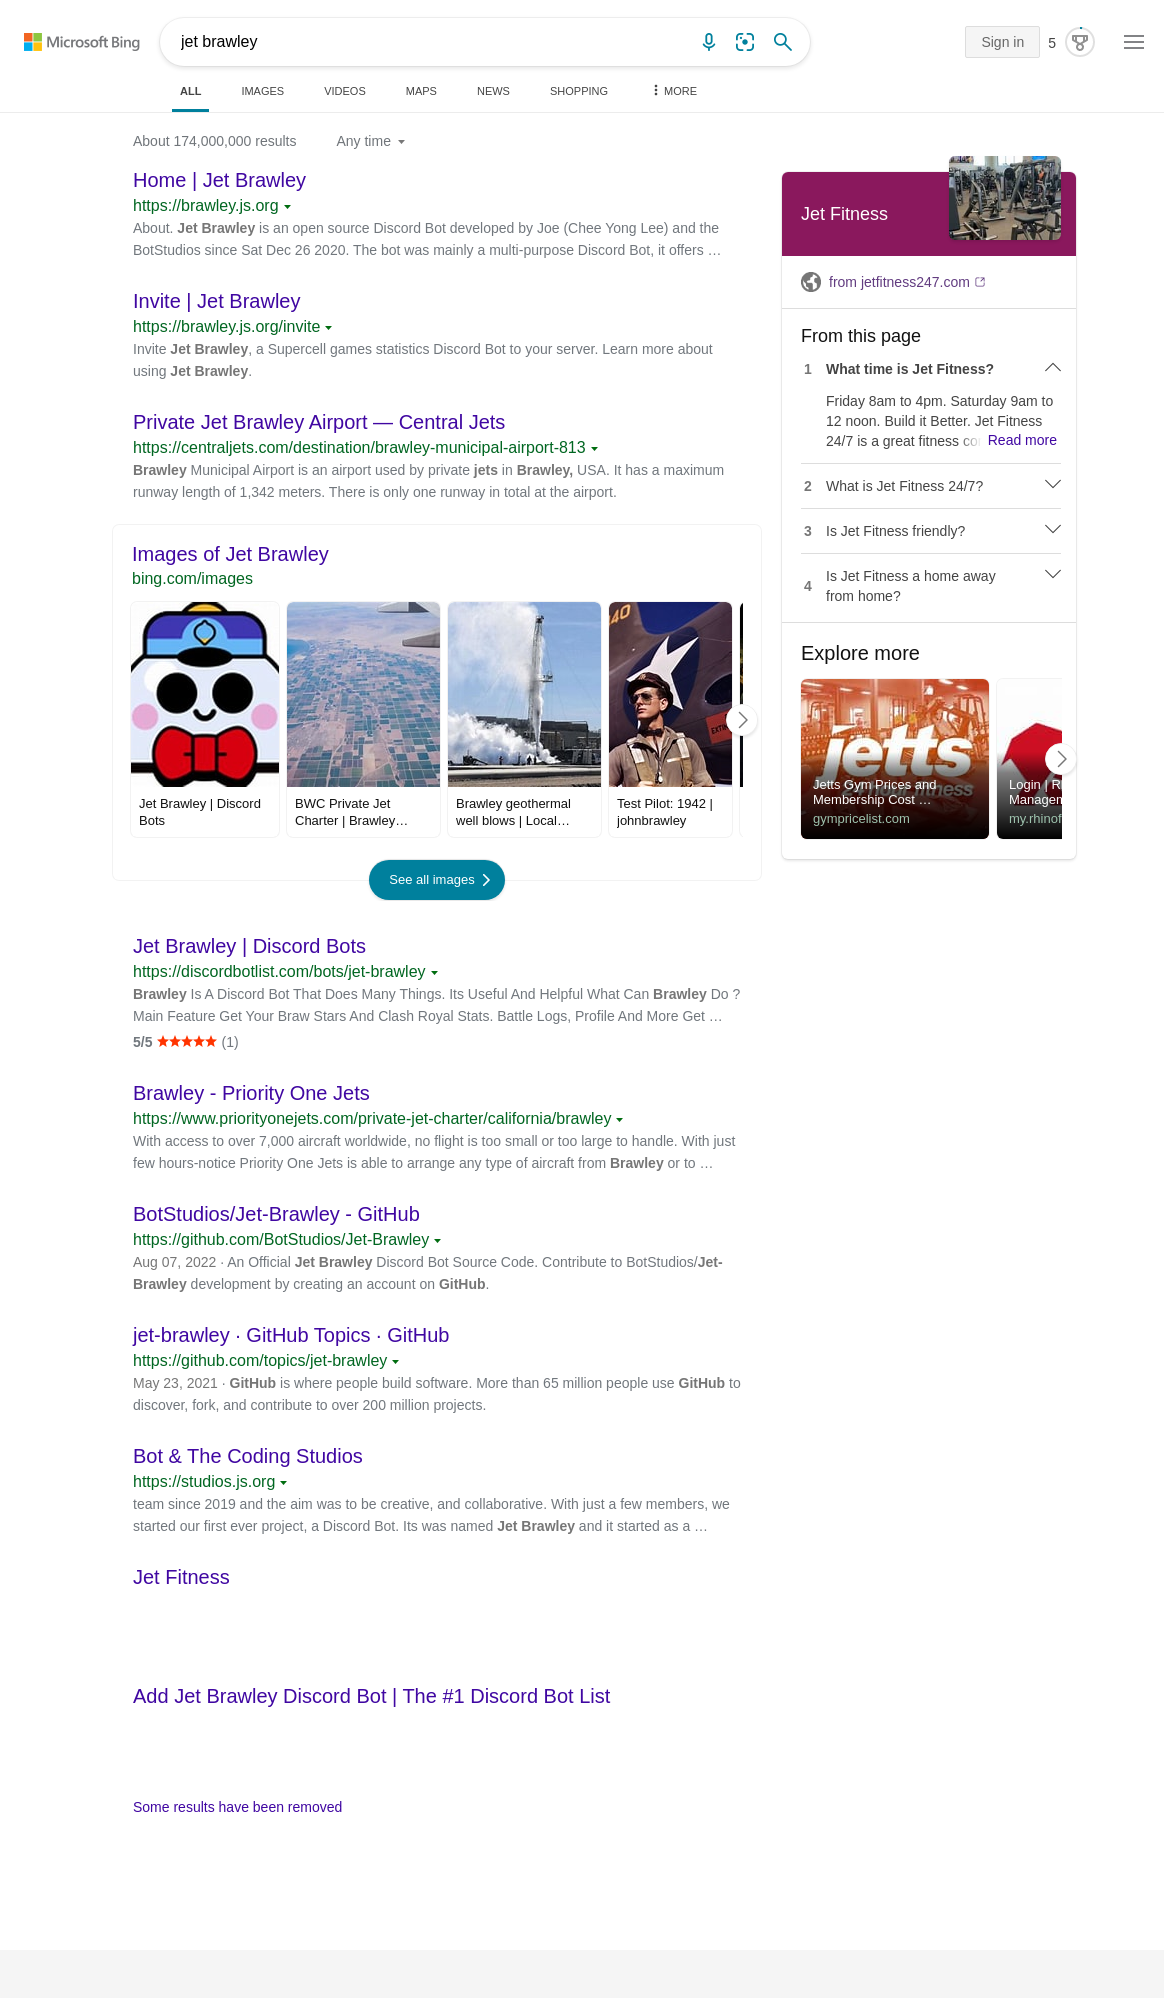 Microsoft Bing
jet brawley
Sign in
5
ALL
IMAGES
VIDEOS
MAPS
NEWS
SHOPPING
MORE
About 174,000,000 results
Any time
Home | Jet Brawley
https://brawley.js.org
About. Jet Brawley is an open source Discord Bot developed by Joe (Chee Yong Lee) and the
BotStudios since Sat Dec 26 2020. The bot was mainly a multi-purpose Discord Bot, it offers …
Invite | Jet Brawley
https://brawley.js.org/invite
Invite Jet Brawley, a Supercell games statistics Discord Bot to your server. Learn more about
using Jet Brawley.
Private Jet Brawley Airport — Central Jets
https://centraljets.com/destination/brawley-municipal-airport-813
Brawley Municipal Airport is an airport used by private jets in Brawley, USA. It has a maximum
runway length of 1,342 meters. There is only one runway in total at the airport.
Images of Jet Brawley
bing.com/images
Jet Brawley | Discord
Bots
BWC Private Jet
Charter | Brawley…
Brawley geothermal
well blows | Local…
40
Test Pilot: 1942 |
johnbrawley
See all images
Jet Brawley | Discord Bots
https://discordbotlist.com/bots/jet-brawley
Brawley Is A Discord Bot That Does Many Things. Its Useful And Helpful What Can Brawley Do ?
Main Feature Get Your Braw Stars And Clash Royal Stats. Battle Logs, Profile And More Get …
5/5 ★★★★★ (1)
Brawley - Priority One Jets
https://www.priorityonejets.com/private-jet-charter/california/brawley
With access to over 7,000 aircraft worldwide, no flight is too small or too large to handle. With just
few hours-notice Priority One Jets is able to arrange any type of aircraft from Brawley or to …
BotStudios/Jet-Brawley - GitHub
https://github.com/BotStudios/Jet-Brawley
Aug 07, 2022 · An Official Jet Brawley Discord Bot Source Code. Contribute to BotStudios/Jet-
Brawley development by creating an account on GitHub.
jet-brawley · GitHub Topics · GitHub
https://github.com/topics/jet-brawley
May 23, 2021 · GitHub is where people build software. More than 65 million people use GitHub to
discover, fork, and contribute to over 200 million projects.
Bot & The Coding Studios
https://studios.js.org
team since 2019 and the aim was to be creative, and collaborative. With just a few members, we
started our first ever project, a Discord Bot. Its was named Jet Brawley and it started as a …
Jet Fitness
Add Jet Brawley Discord Bot | The #1 Discord Bot List
Some results have been removed
Jet Fitness
from jetfitness247.com
From this page
1 What time is Jet Fitness?
Friday 8am to 4pm. Saturday 9am to
12 noon. Build it Better. Jet Fitness
24/7 is a great fitness co Read more
2 What is Jet Fitness 24/7?
3 Is Jet Fitness friendly?
4 Is Jet Fitness a home away
from home?
Explore more
jetts
24 hour fitness
Jetts Gym Prices and
Membership Cost …
gympricelist.com
Login | R
Managem
my.rhinof